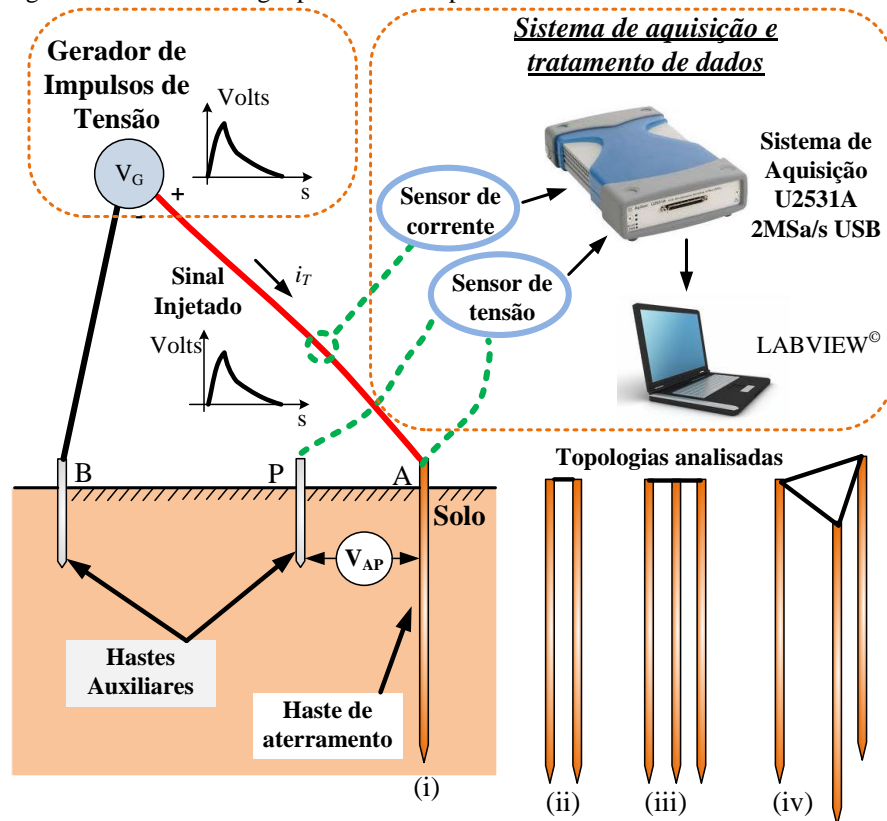 Gerador de
Impulsos de
Tensão
Volts
s
V_G
+
-
Sistema de aquisição e
tratamento de dados
Sensor de
corrente
Sensor de
tensão
Sistema de
Aquisição
U2531A
2MSa/s USB
LABVIEW©
Sinal
Injetado
i_T
Volts
s
B
P
A
Solo
V_AP
Hastes
Auxiliares
Haste de
aterramento
(i)
Topologias analisadas
(ii)
(iii)
(iv)